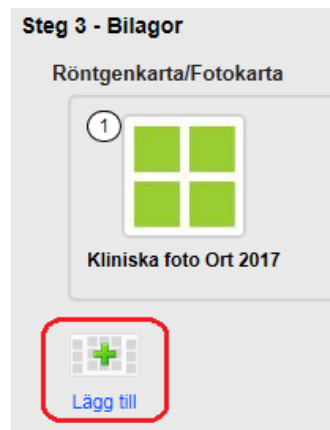 Steg 3 - Bilagor
Röntgenkarta/Fotokarta
1
Kliniska foto Ort 2017
Lägg till